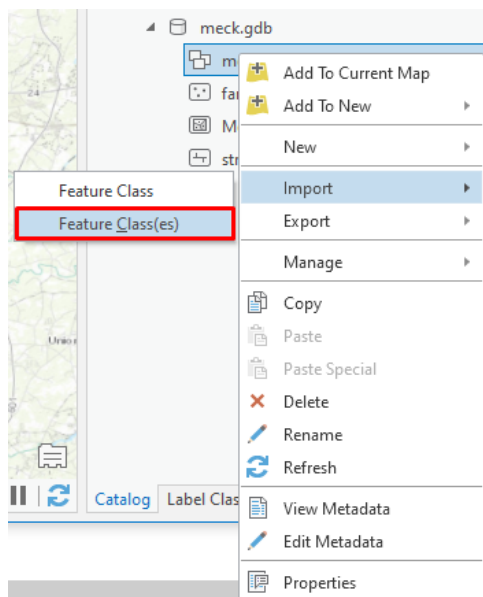 meck.gdb
m
fa
M
str
24
Add To Current Map
Add To New
New
Import
Feature Class
Feature Class(es)
Export
Manage
Copy
Paste
Paste Special
Delete
Rename
Refresh
View Metadata
Edit Metadata
Properties
Catalog
Label Clas